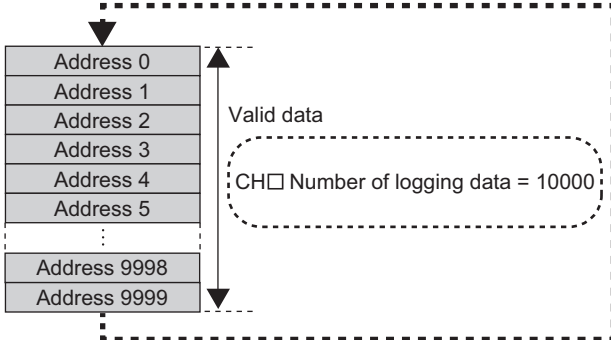 Address 0
Address 1
Address 2
Address 3
Address 4
Address 5
⋮
Address 9998
Address 9999
Valid data
CH□ Number of logging data = 10000